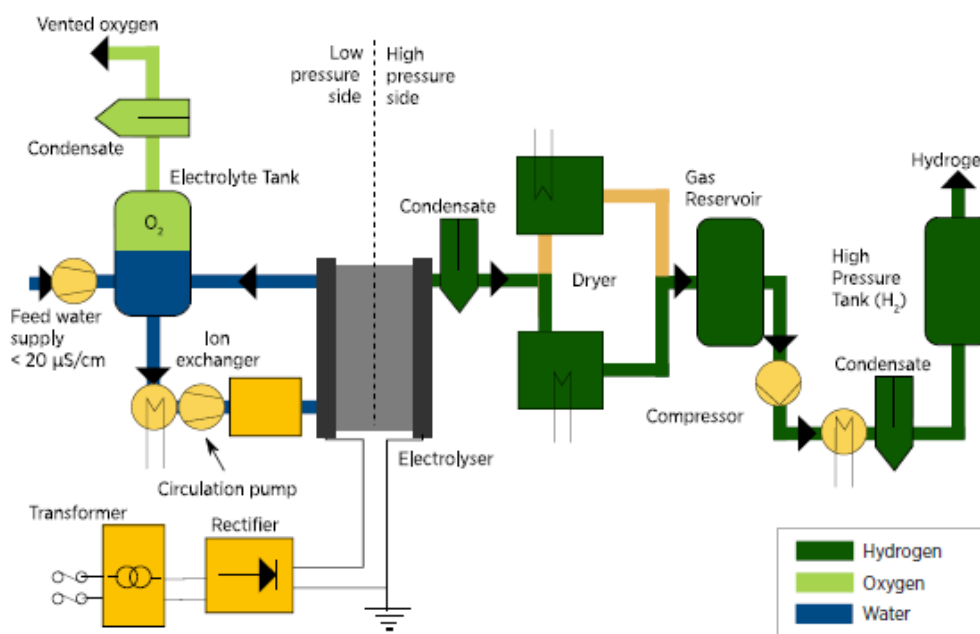 Vented oxygen
Low
pressure
side
High
pressure
side
Condensate
Electrolyte Tank
O₂
Feed water
supply
< 20 µS/cm
Ion
exchanger
Circulation pump
Transformer
Rectifier
Electrolyser
Condensate
Dryer
Gas
Reservoir
Compressor
Condensate
High
Pressure
Tank (H₂)
Hydroge
Hydrogen
Oxygen
Water